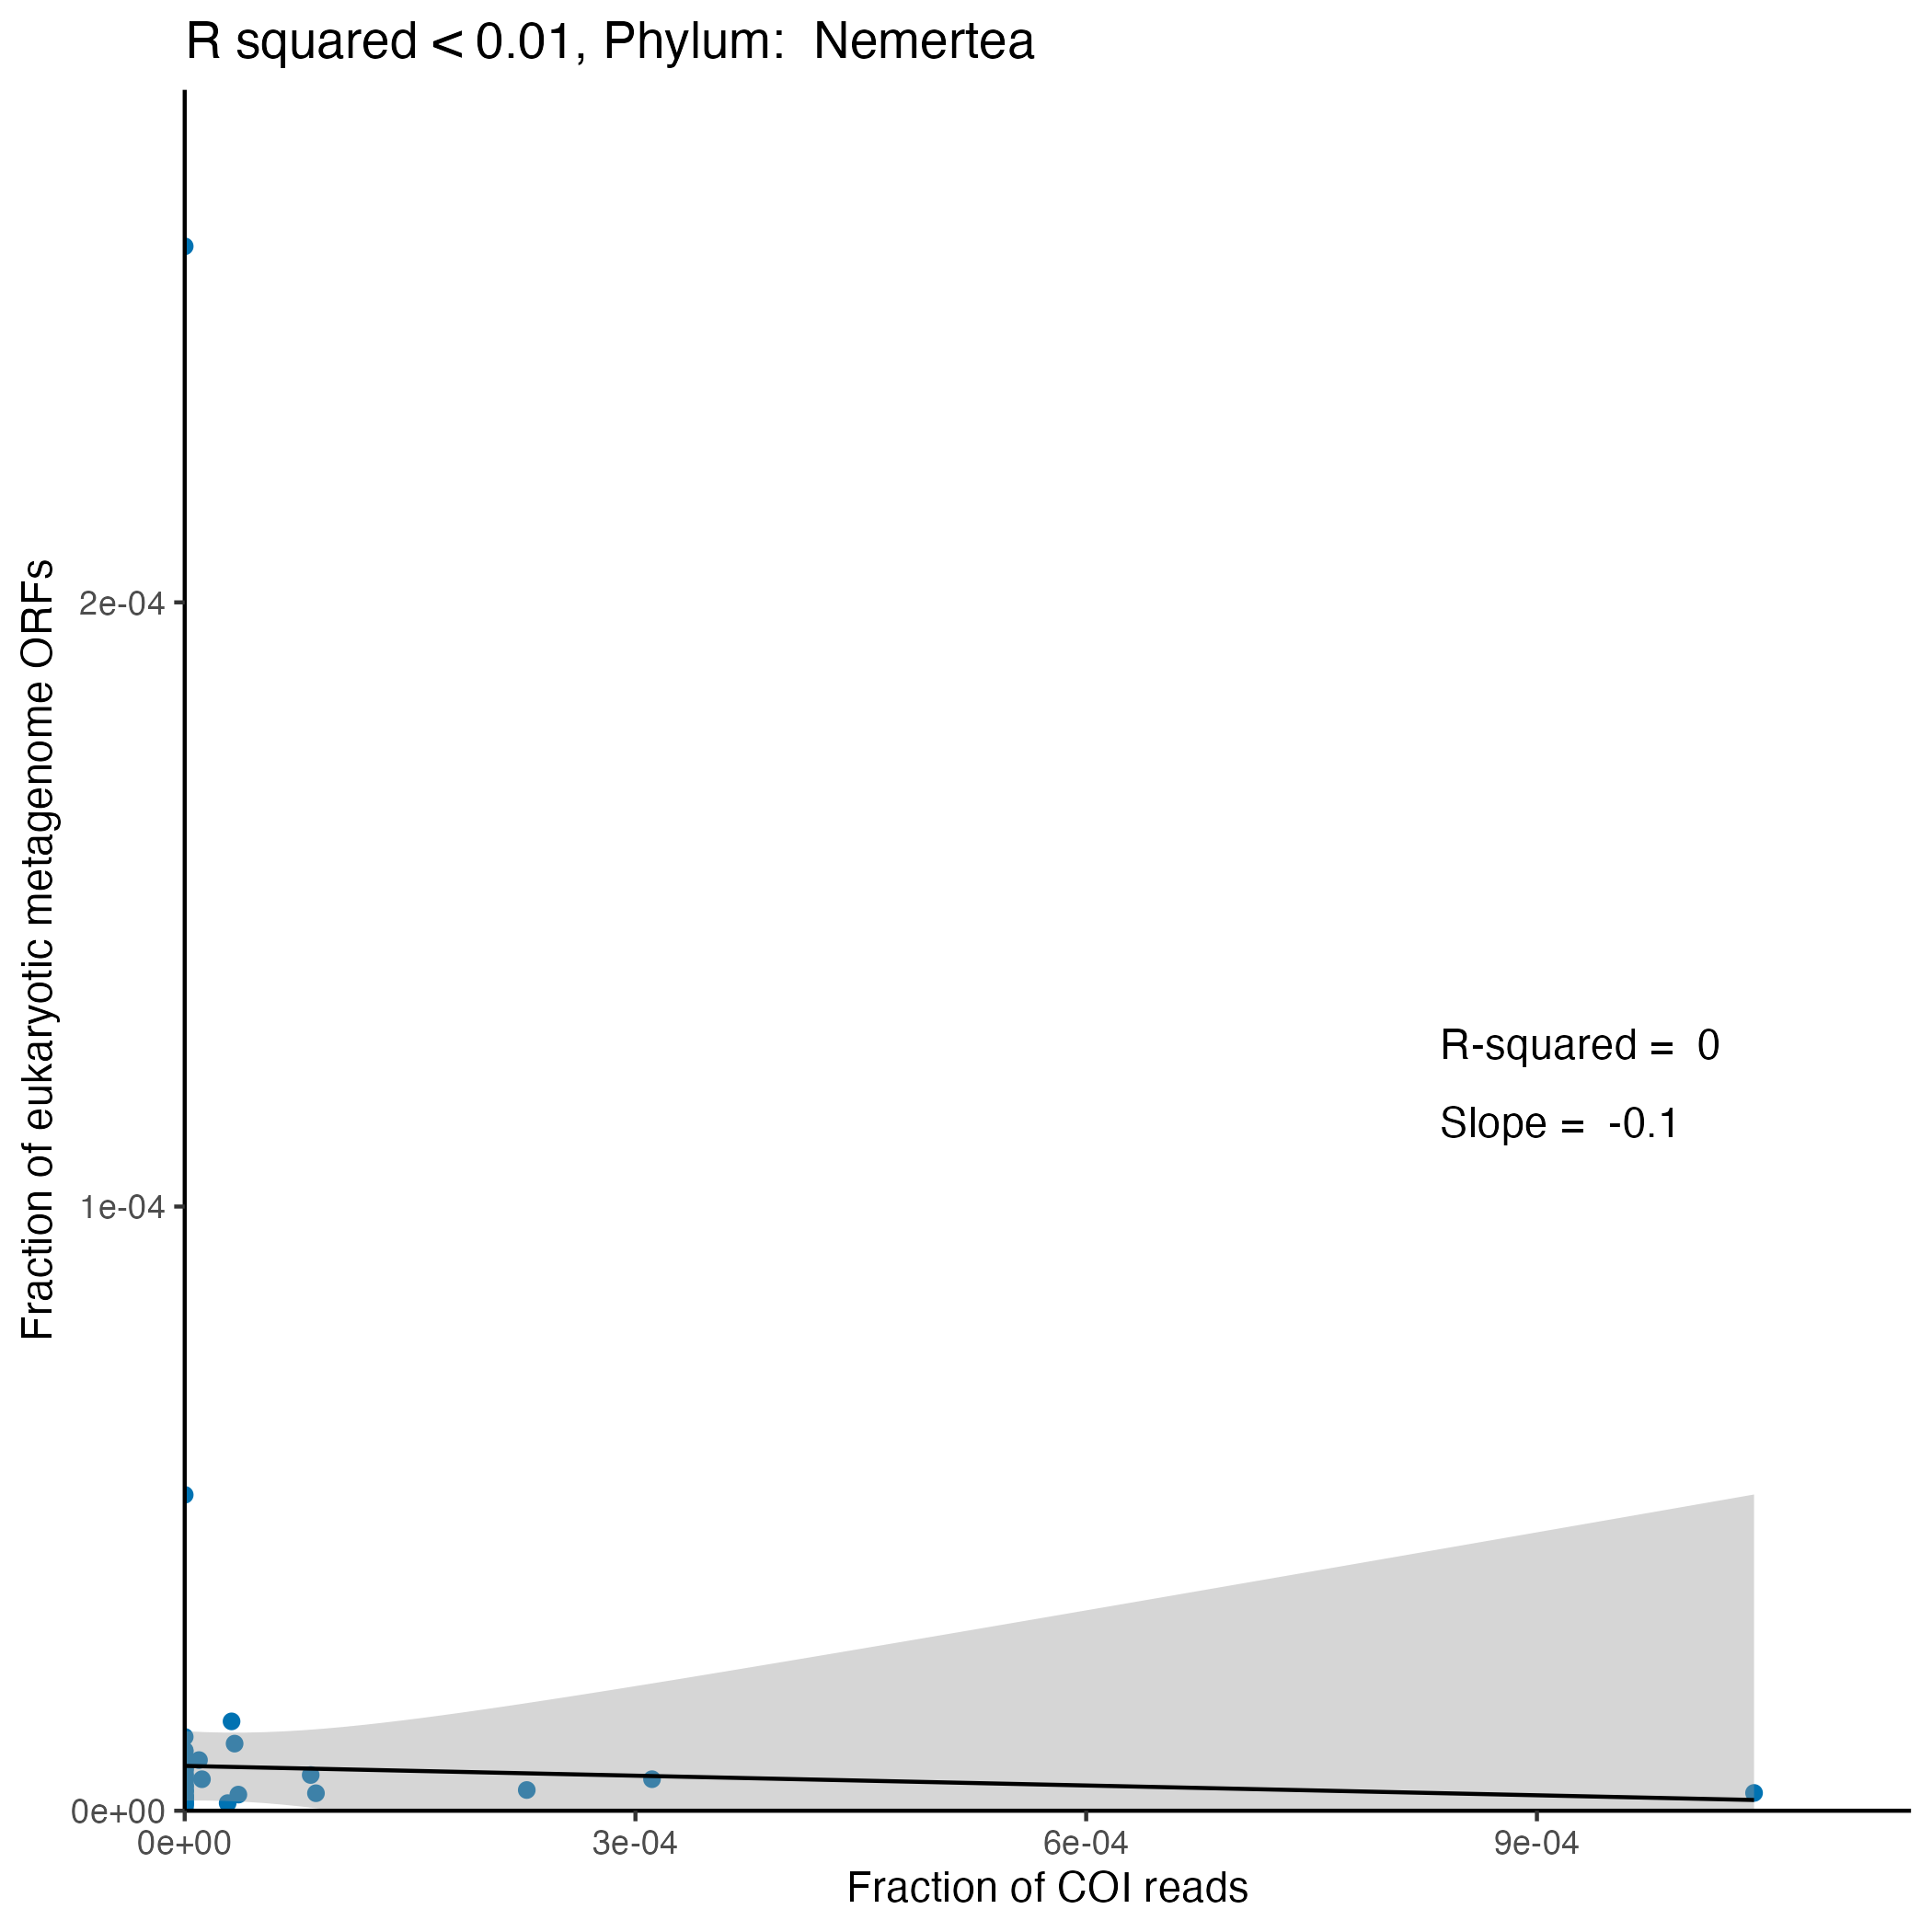 R squared < 0.01, Phylum:  Nemertea
Fraction of eukaryotic metagenome ORFs
2e-04
1e-04
0e+00
R-squared =  0
Slope =  -0.1
0e+00
3e-04
6e-04
9e-04
Fraction of COI reads